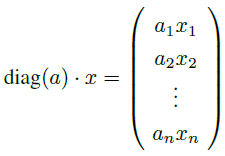 diag(a) · x = ( a₁x₁
a₂x₂
⋮
aₙxₙ )